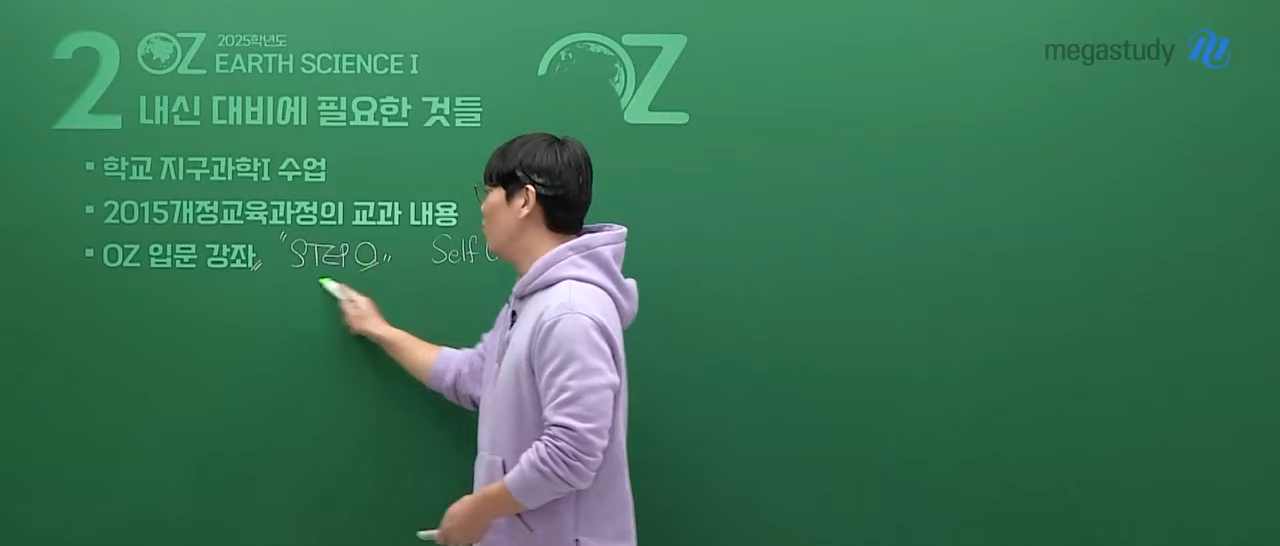 2
OZ 2025학년도
EARTH SCIENCE I
내신 대비에 필요한 것들
▪ 학교 지구과학I 수업
▪ 2015개정교육과정의 교과 내용
▪ OZ 입문 강좌 " STEP 0 " Self
OZ
megastudy